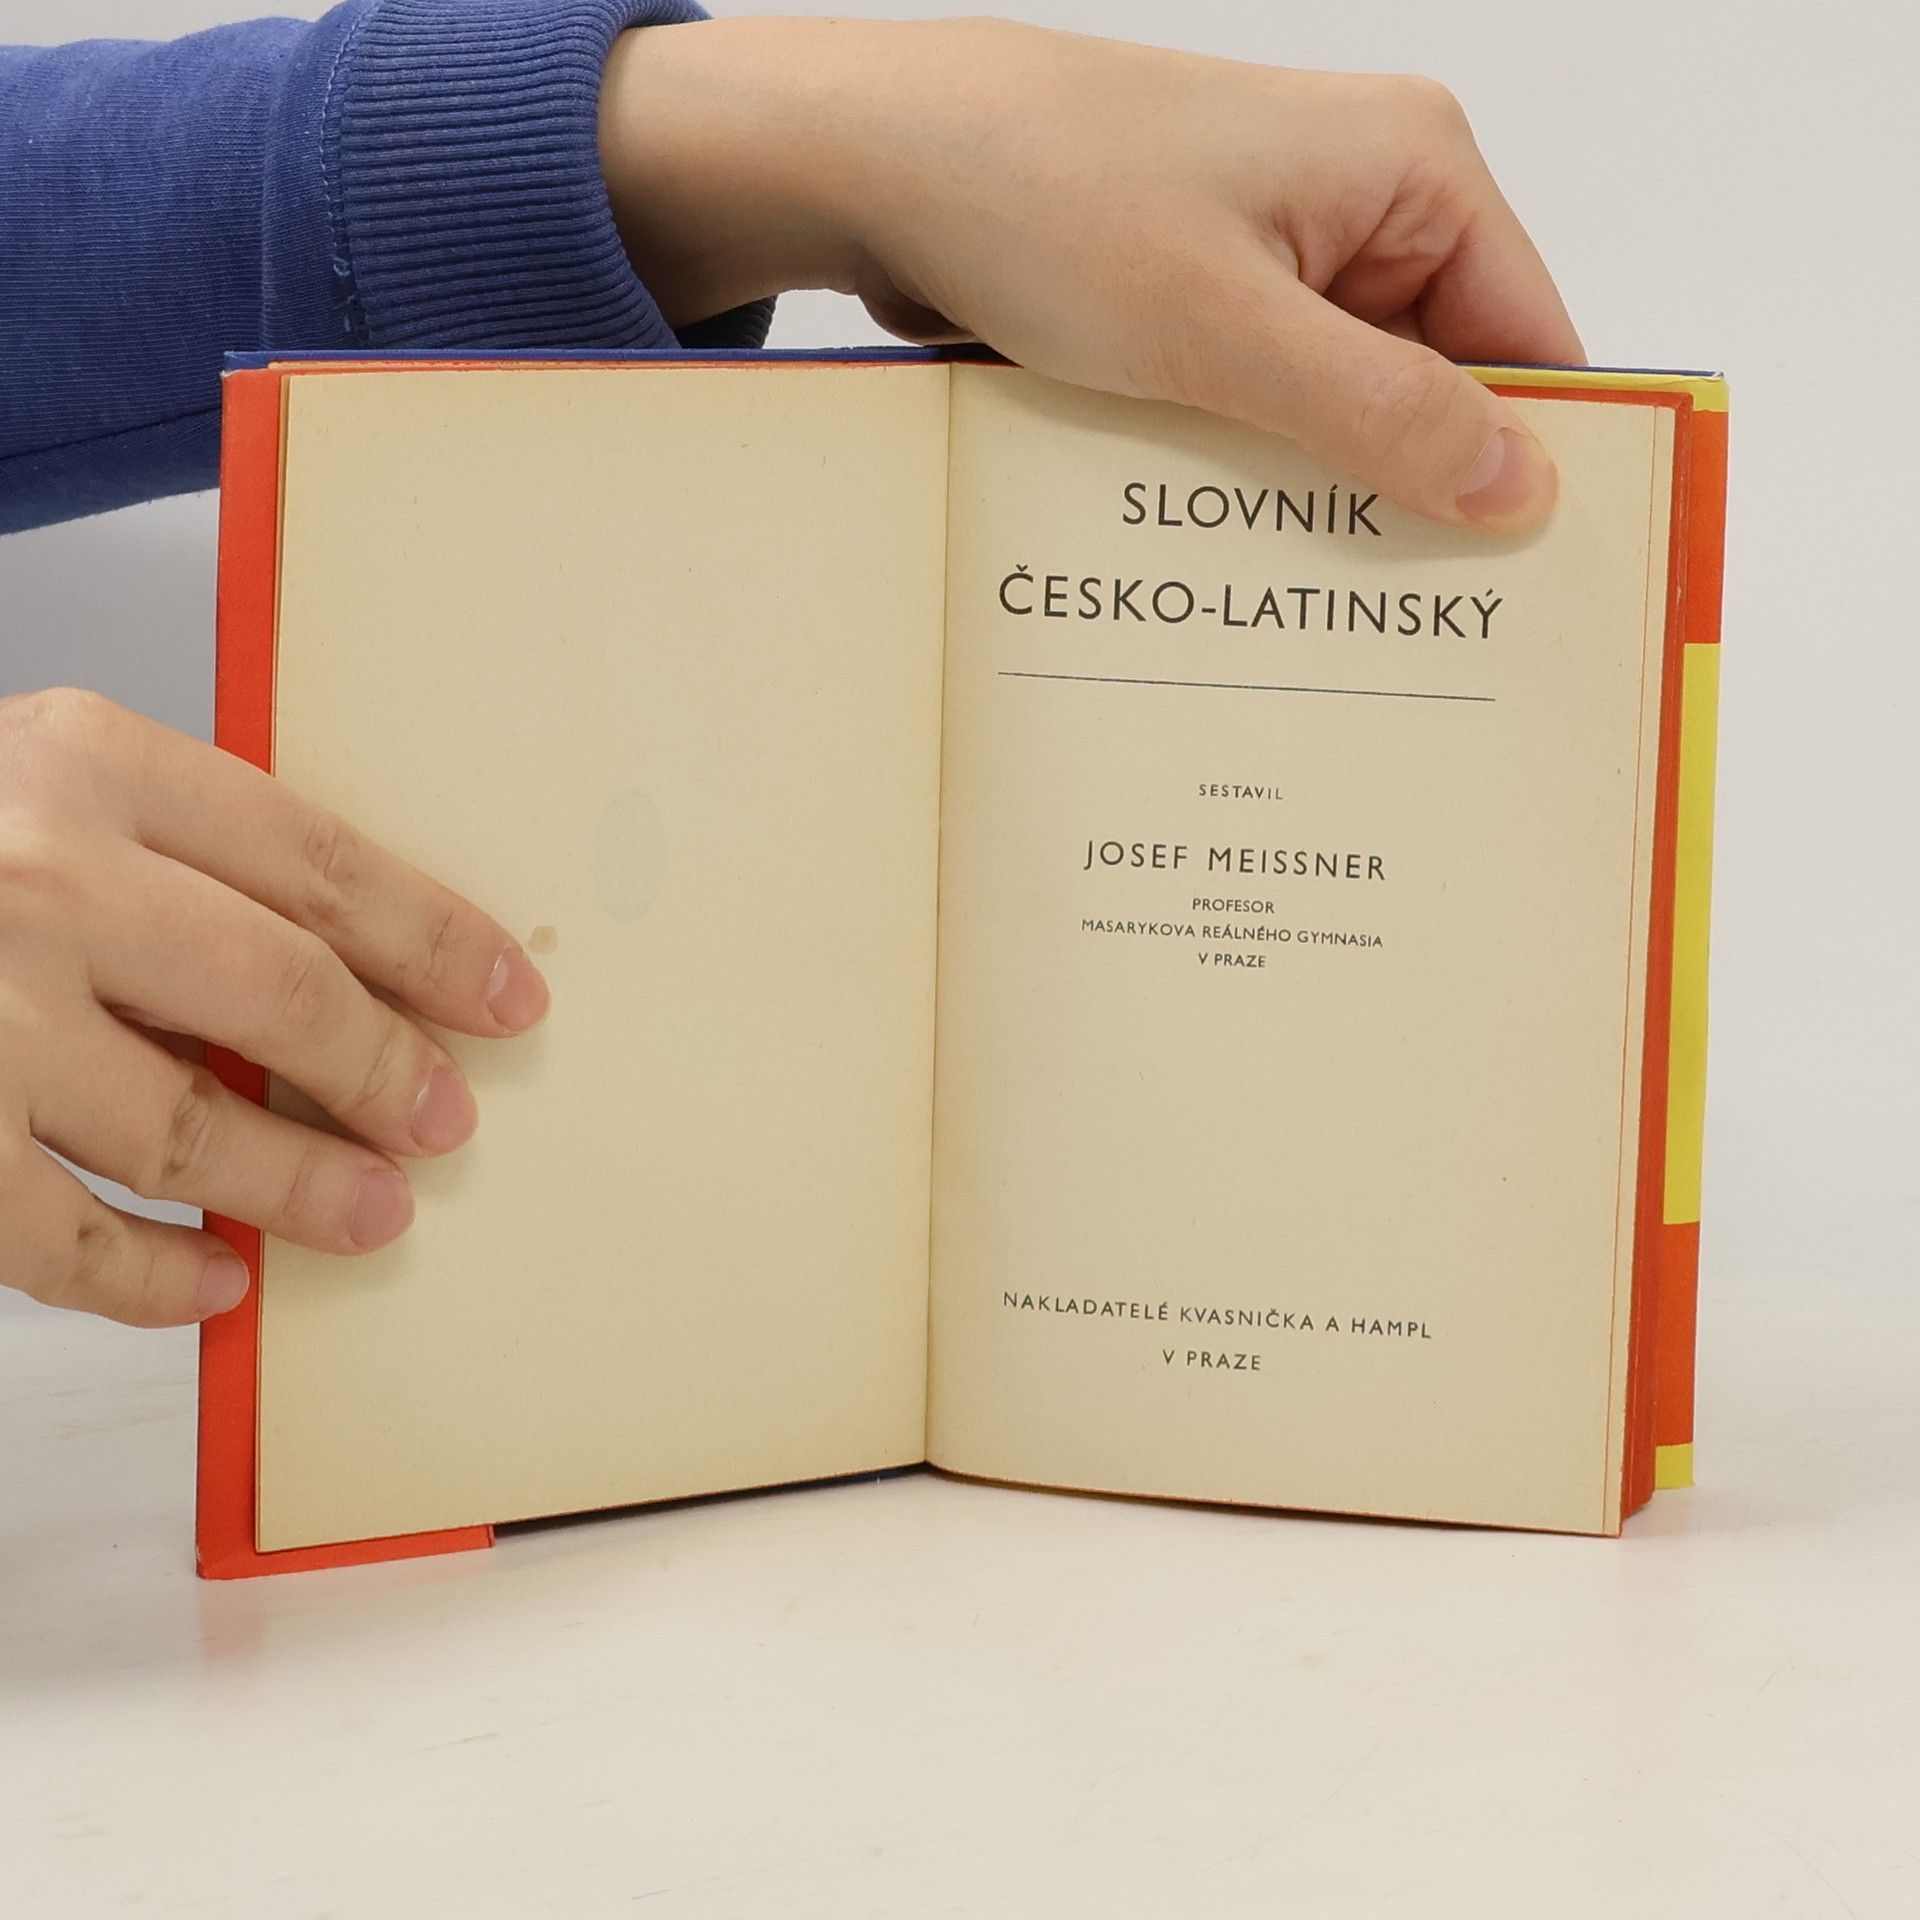 SLOVNÍK
ČESKO-LATINSKÝ
SESTAVIL
JOSEF MEISSNER
PROFESOR
MASARYKOVA REÁLNÉHO GYMNASIA
V PRAZE
NAKLADATELÉ KVASNIČKA A HAMPL
V PRAZE